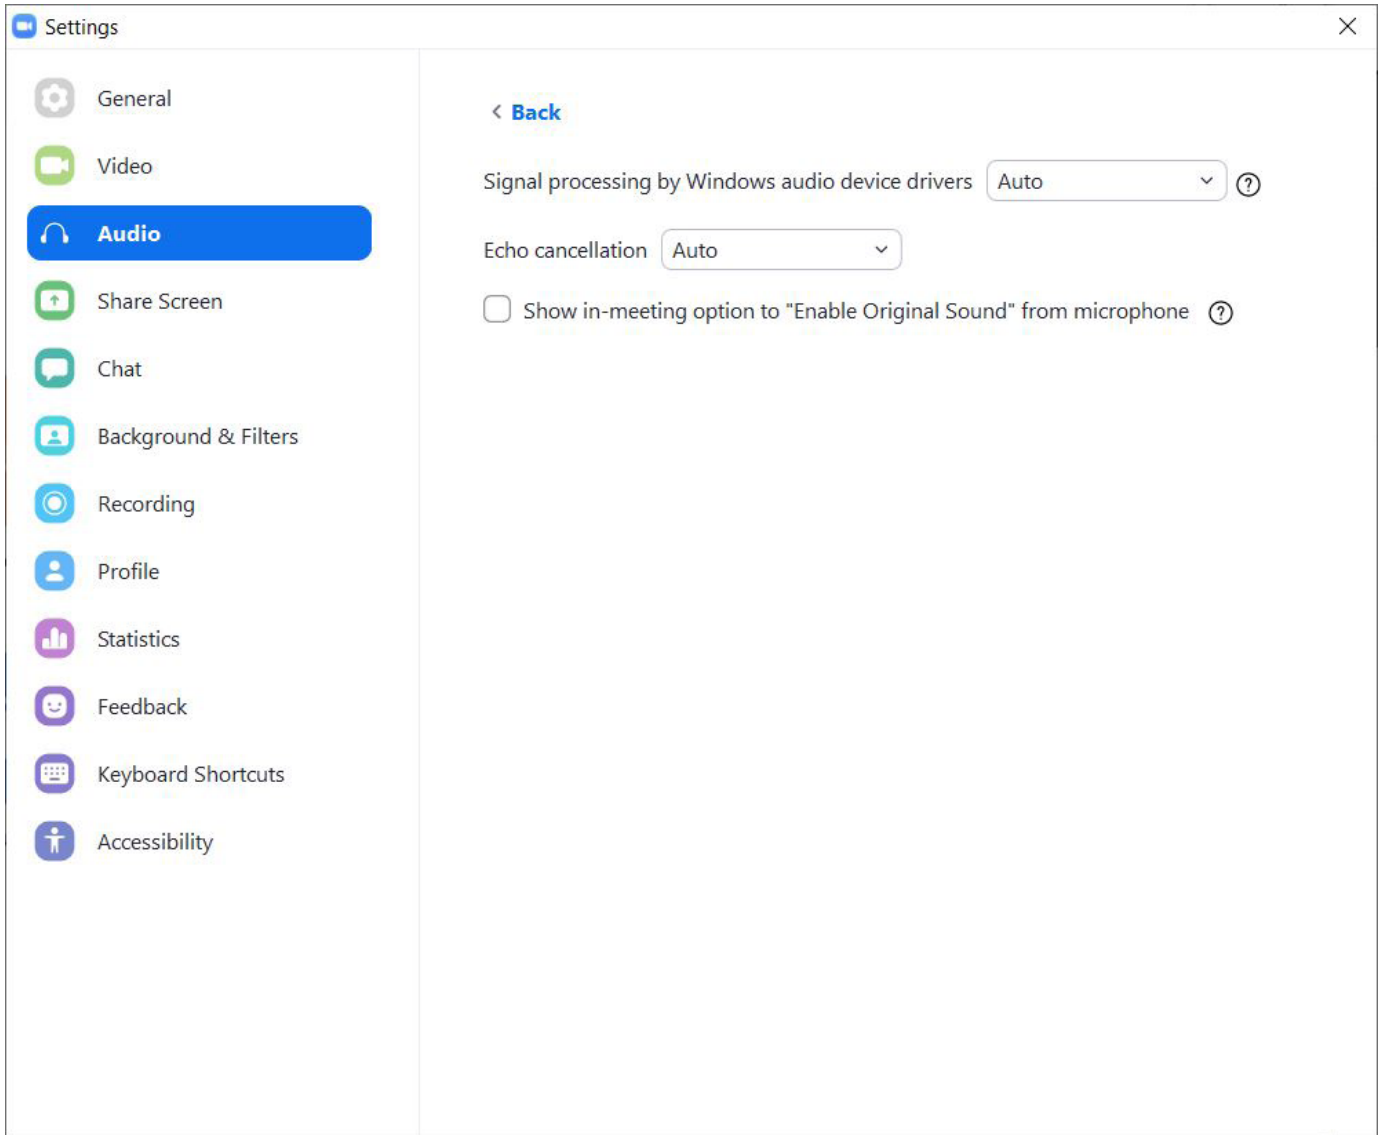 Settings
General
Video
Audio
Share Screen
Chat
Background & Filters
Recording
Profile
Statistics
Feedback
Keyboard Shortcuts
Accessibility
Back
Signal processing by Windows audio device drivers Auto
Echo cancellation Auto
Show in-meeting option to "Enable Original Sound" from microphone